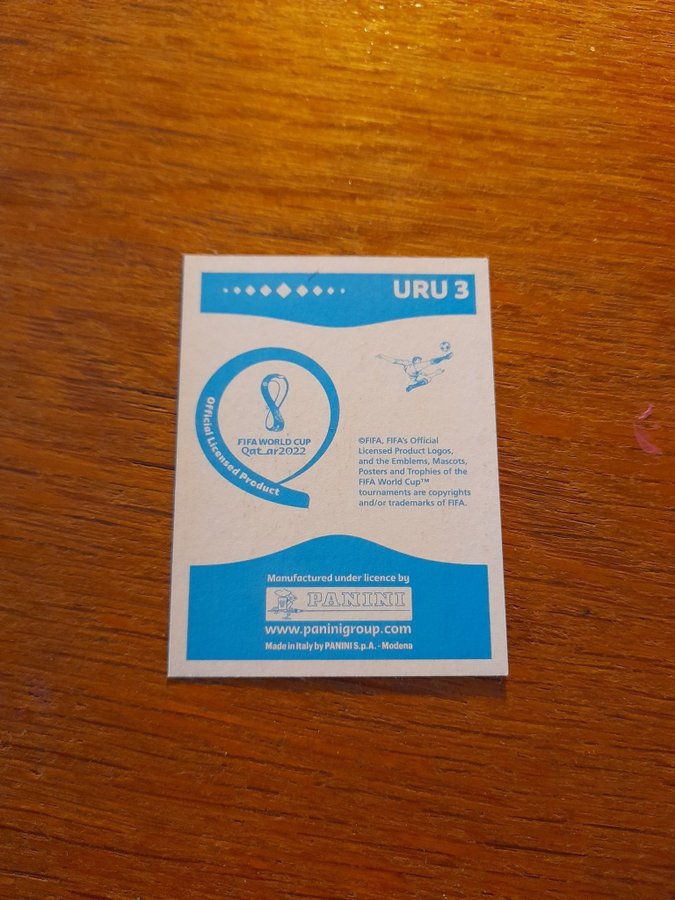 URU 3
Official Licensed Product
FIFA WORLD CUP
Qatar2022
©FIFA, FIFA's Official
Licensed Product Logos,
and the Emblems, Mascots,
Posters and Trophies of the
FIFA World Cup™
tournaments are copyrights
and/or trademarks of FIFA.
Manufactured under licence by
PANINI
www.paninigroup.com
Made in Italy by PANINI S.p.A. - Modena